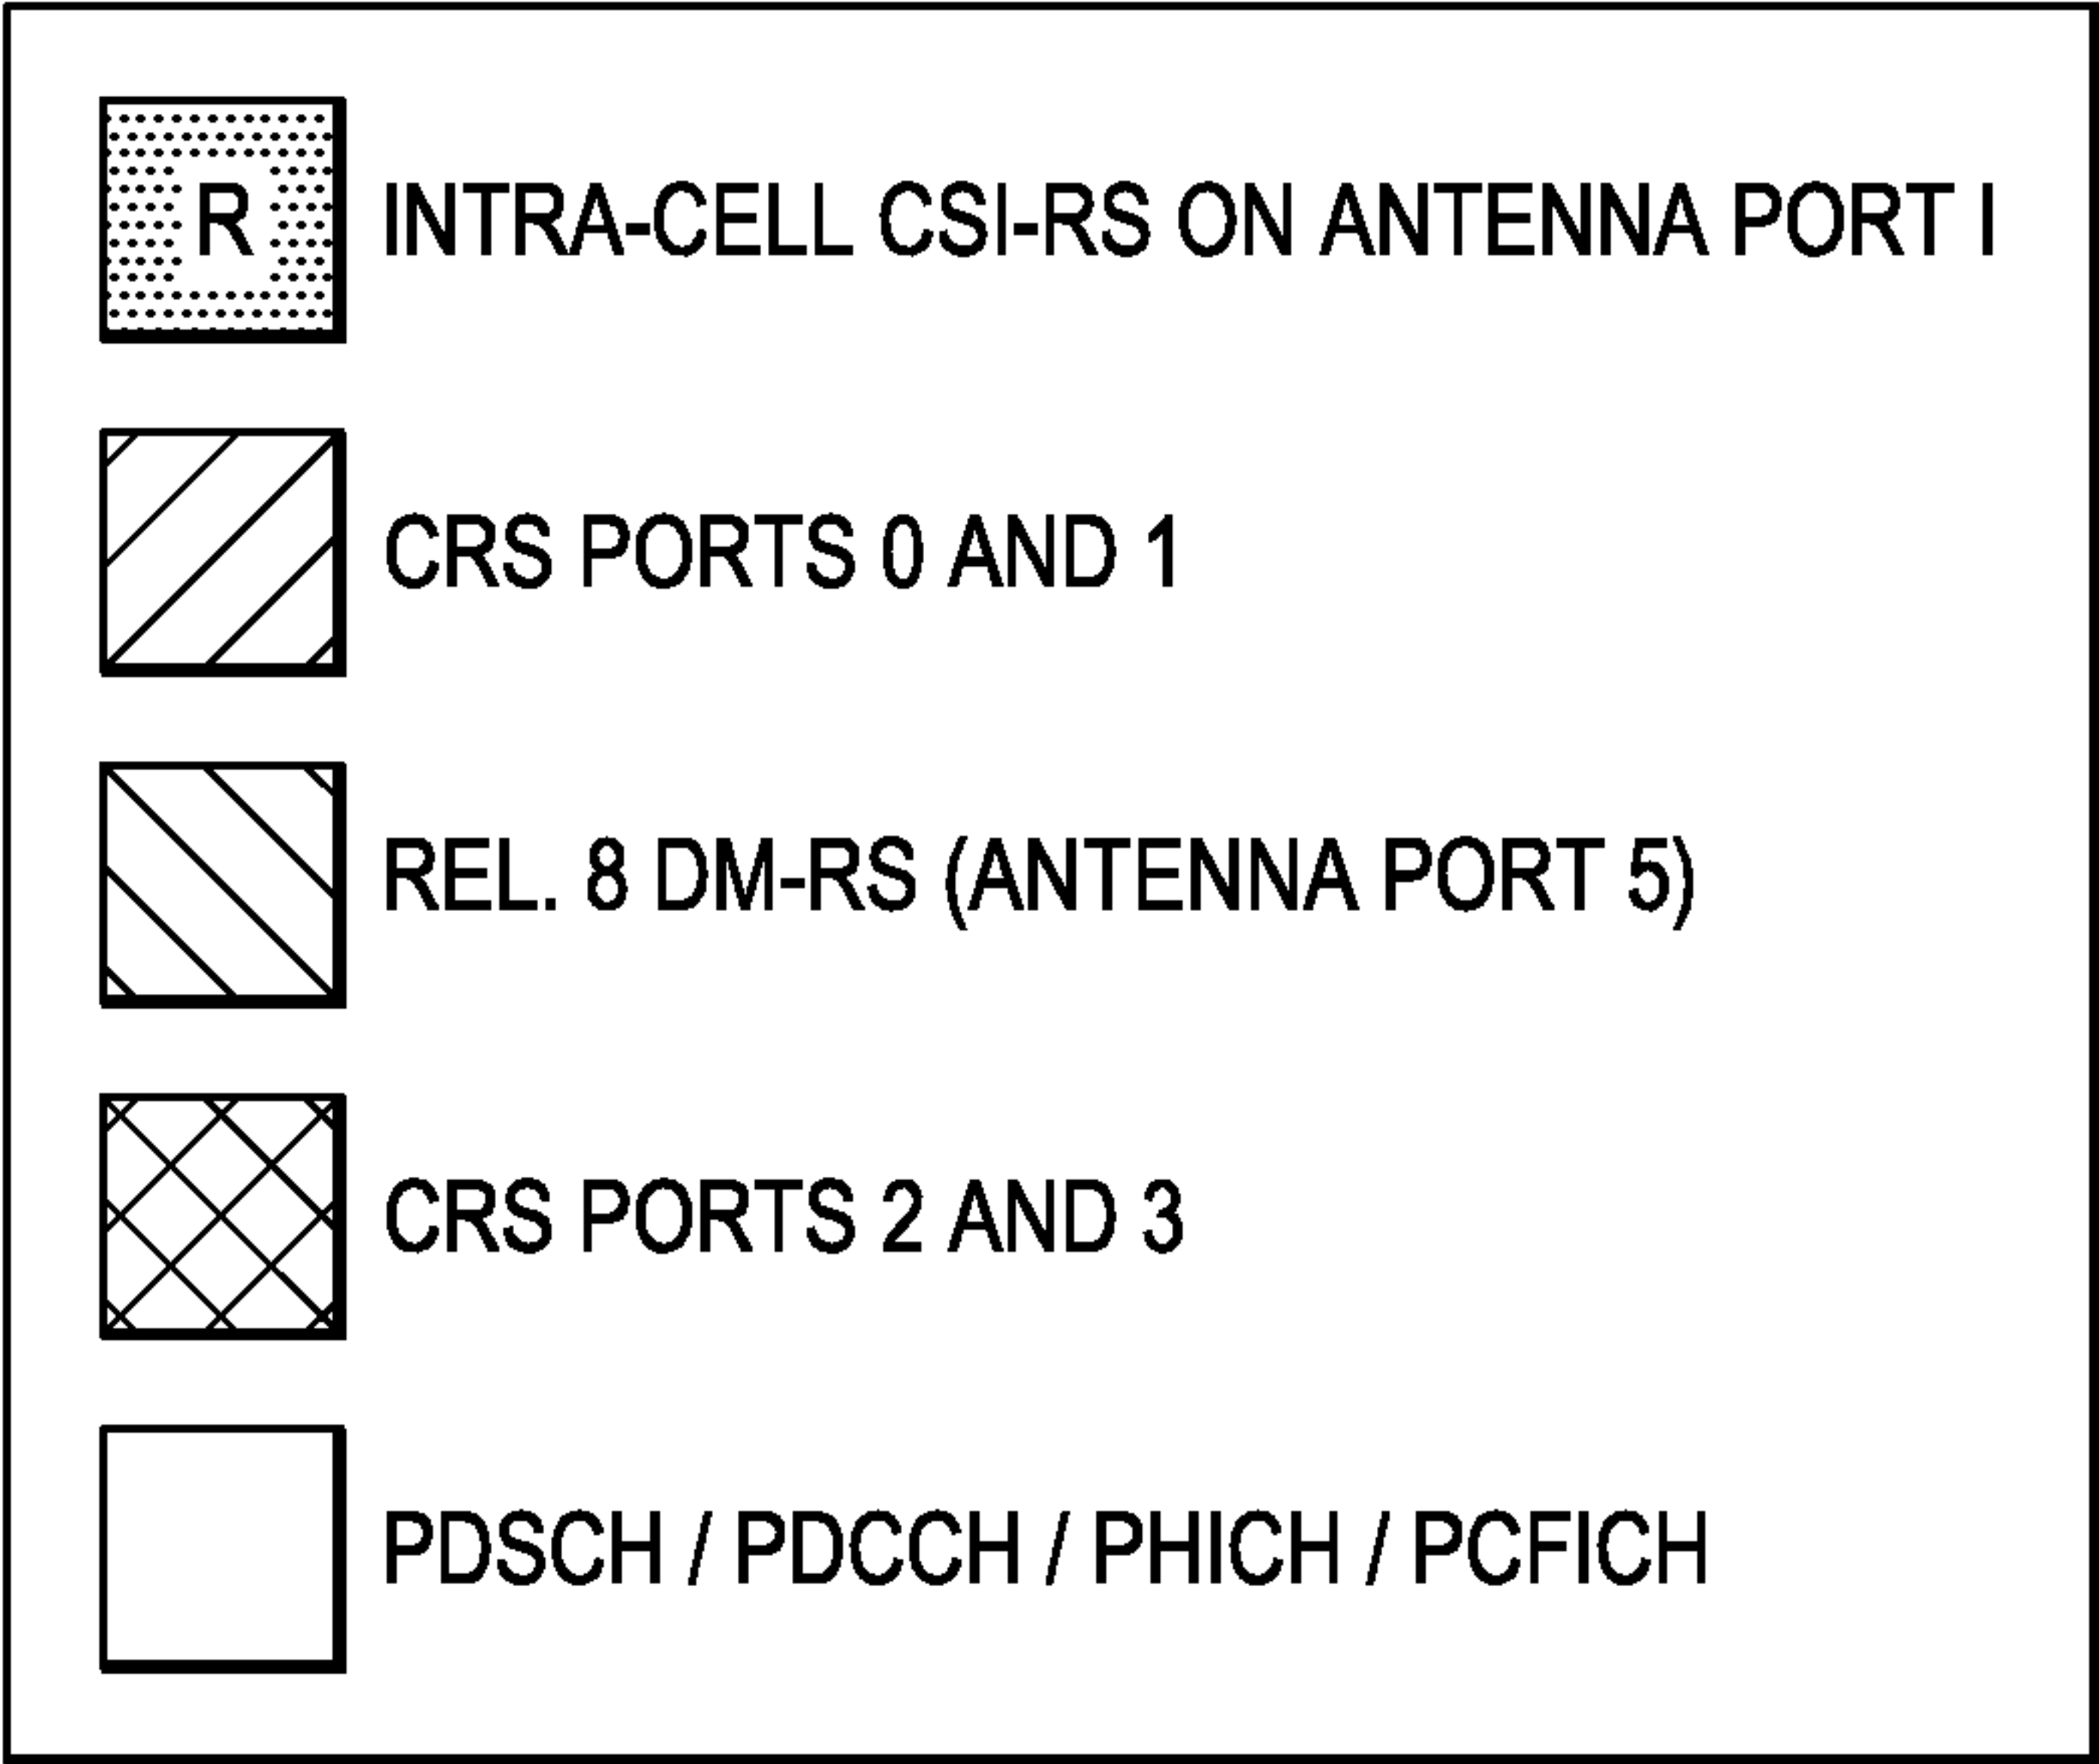 R INTRA-CELL CSI-RS ON ANTENNA PORT I
CRS PORTS 0 AND 1
REL. 8 DM-RS (ANTENNA PORT 5)
CRS PORTS 2 AND 3
PDSCH / PDCCH / PHICH / PCFICH